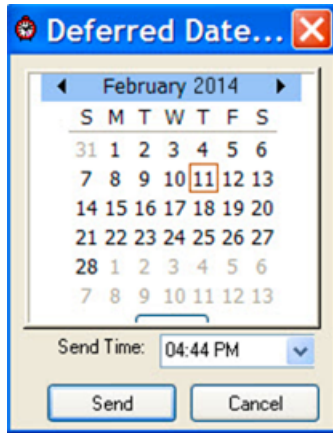 Deferred Date...
February 2014
S M T W T F S
31 1 2 3 4 5 6
7 8 9 10 11 12 13
14 15 16 17 18 19 20
21 22 23 24 25 26 27
28 1 2 3 4 5 6
7 8 9 10 11 12 13
Send Time: 04:44 PM
Send Cancel